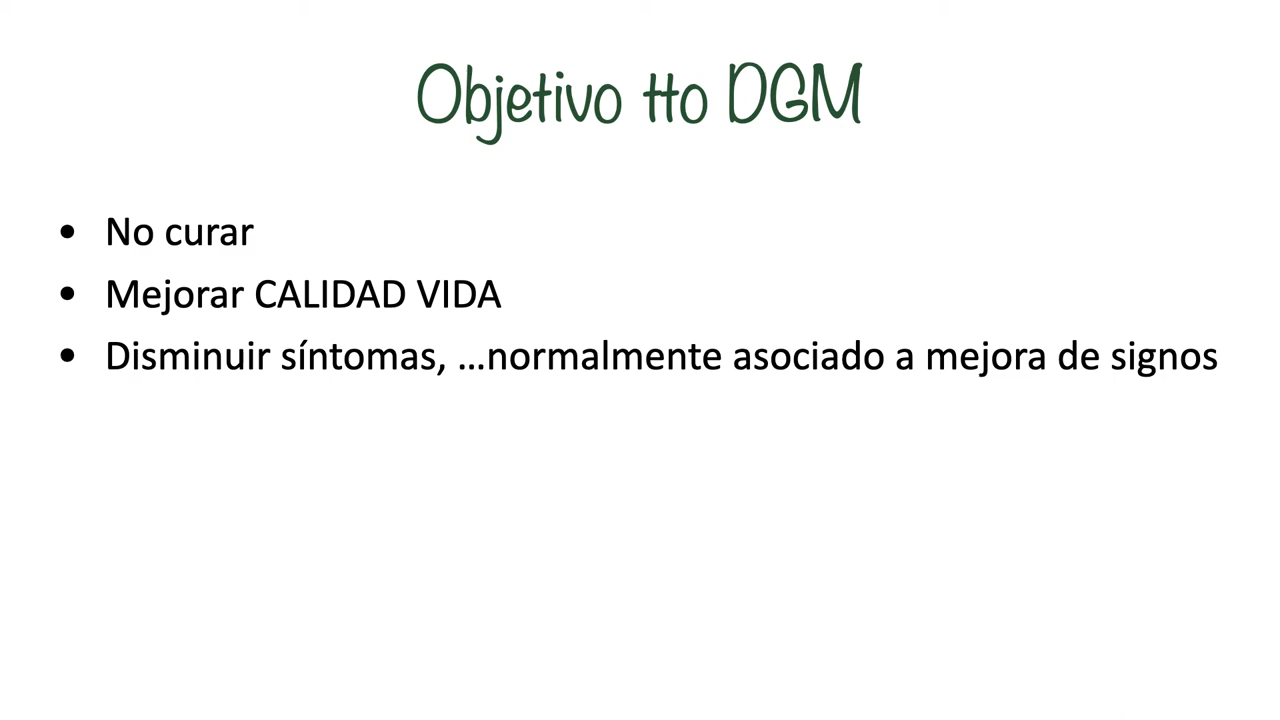 Objetivo tto DGM
• No curar
• Mejorar CALIDAD VIDA
• Disminuir síntomas, ...normalmente asociado a mejora de signos